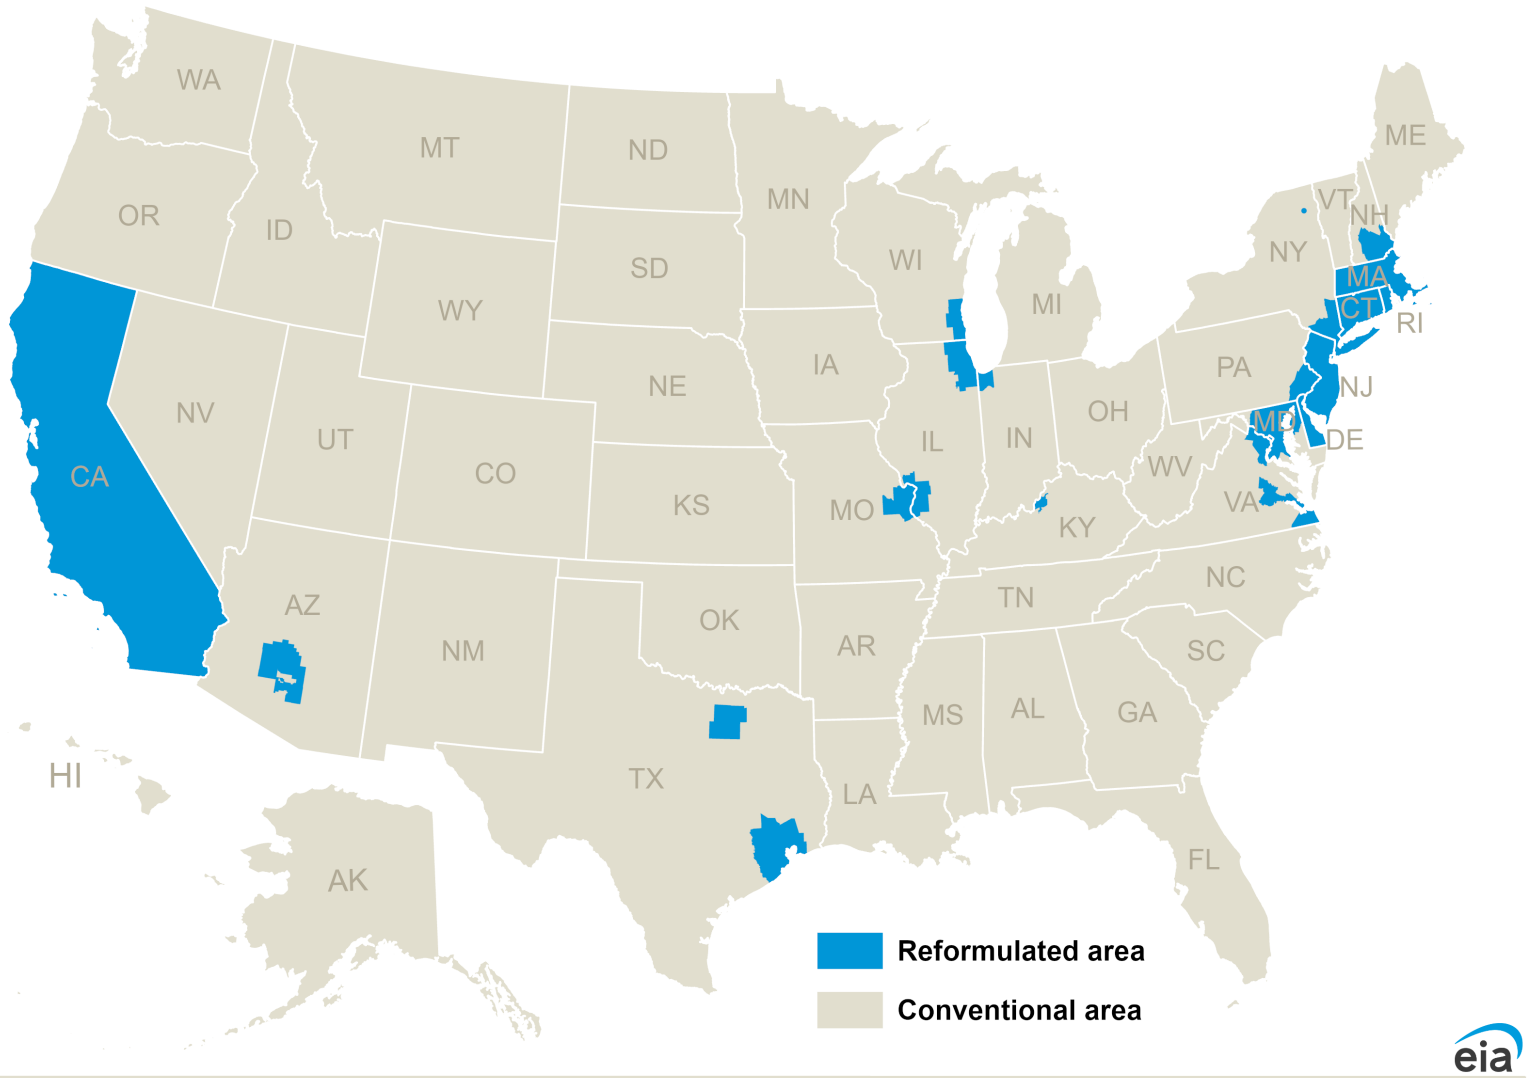 WA
MT
ND
MN
ME
OR
ID
SD
WI
MI
NY
VT
NH
MA
CT
RI
WY
IA
NE
PA
NJ
OH
NV
UT
CO
IL
IN
MD
DE
WV
CA
KS
MO
KY
VA
NC
TN
AZ
NM
OK
AR
SC
MS
AL
GA
TX
HI
LA
FL
AK
Reformulated area
Conventional area
eia